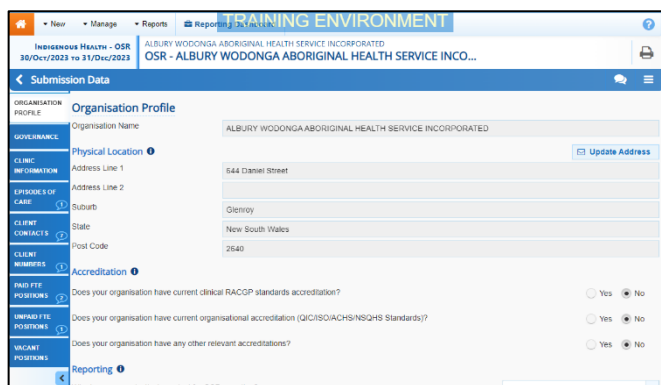 New
Manage
Reports
Reporting
TRAINING ENVIRONMENT
INDIGENOUS HEALTH - OSR
30/OCT/2023 TO 31/DEC/2023
ALBURY WODONGA ABORIGINAL HEALTH SERVICE INCORPORATED
OSR - ALBURY WODONGA ABORIGINAL HEALTH SERVICE INCO...
Submission Data
ORGANISATION
PROFILE
GOVERNANCE
CLINIC
INFORMATION
EPISODES OF
CARE 1
CLIENT
CONTACTS 2
CLIENT
NUMBERS 1
PAID FTE
POSITIONS 2
UNPAID FTE
POSITIONS 1
VACANT
POSITIONS
Organisation Profile
Organisation Name ALBURY WODONGA ABORIGINAL HEALTH SERVICE INCORPORATED
Physical Location Update Address
Address Line 1 644 Daniel Street
Address Line 2
Suburb Glenroy
State New South Wales
Post Code 2640
Accreditation
Does your organisation have current clinical RACGP standards accreditation? Yes No
Does your organisation have current organisational accreditation (QIC/ISO/ACHS/NSQHS Standards)? Yes No
Does your organisation have any other relevant accreditations? Yes No
Reporting